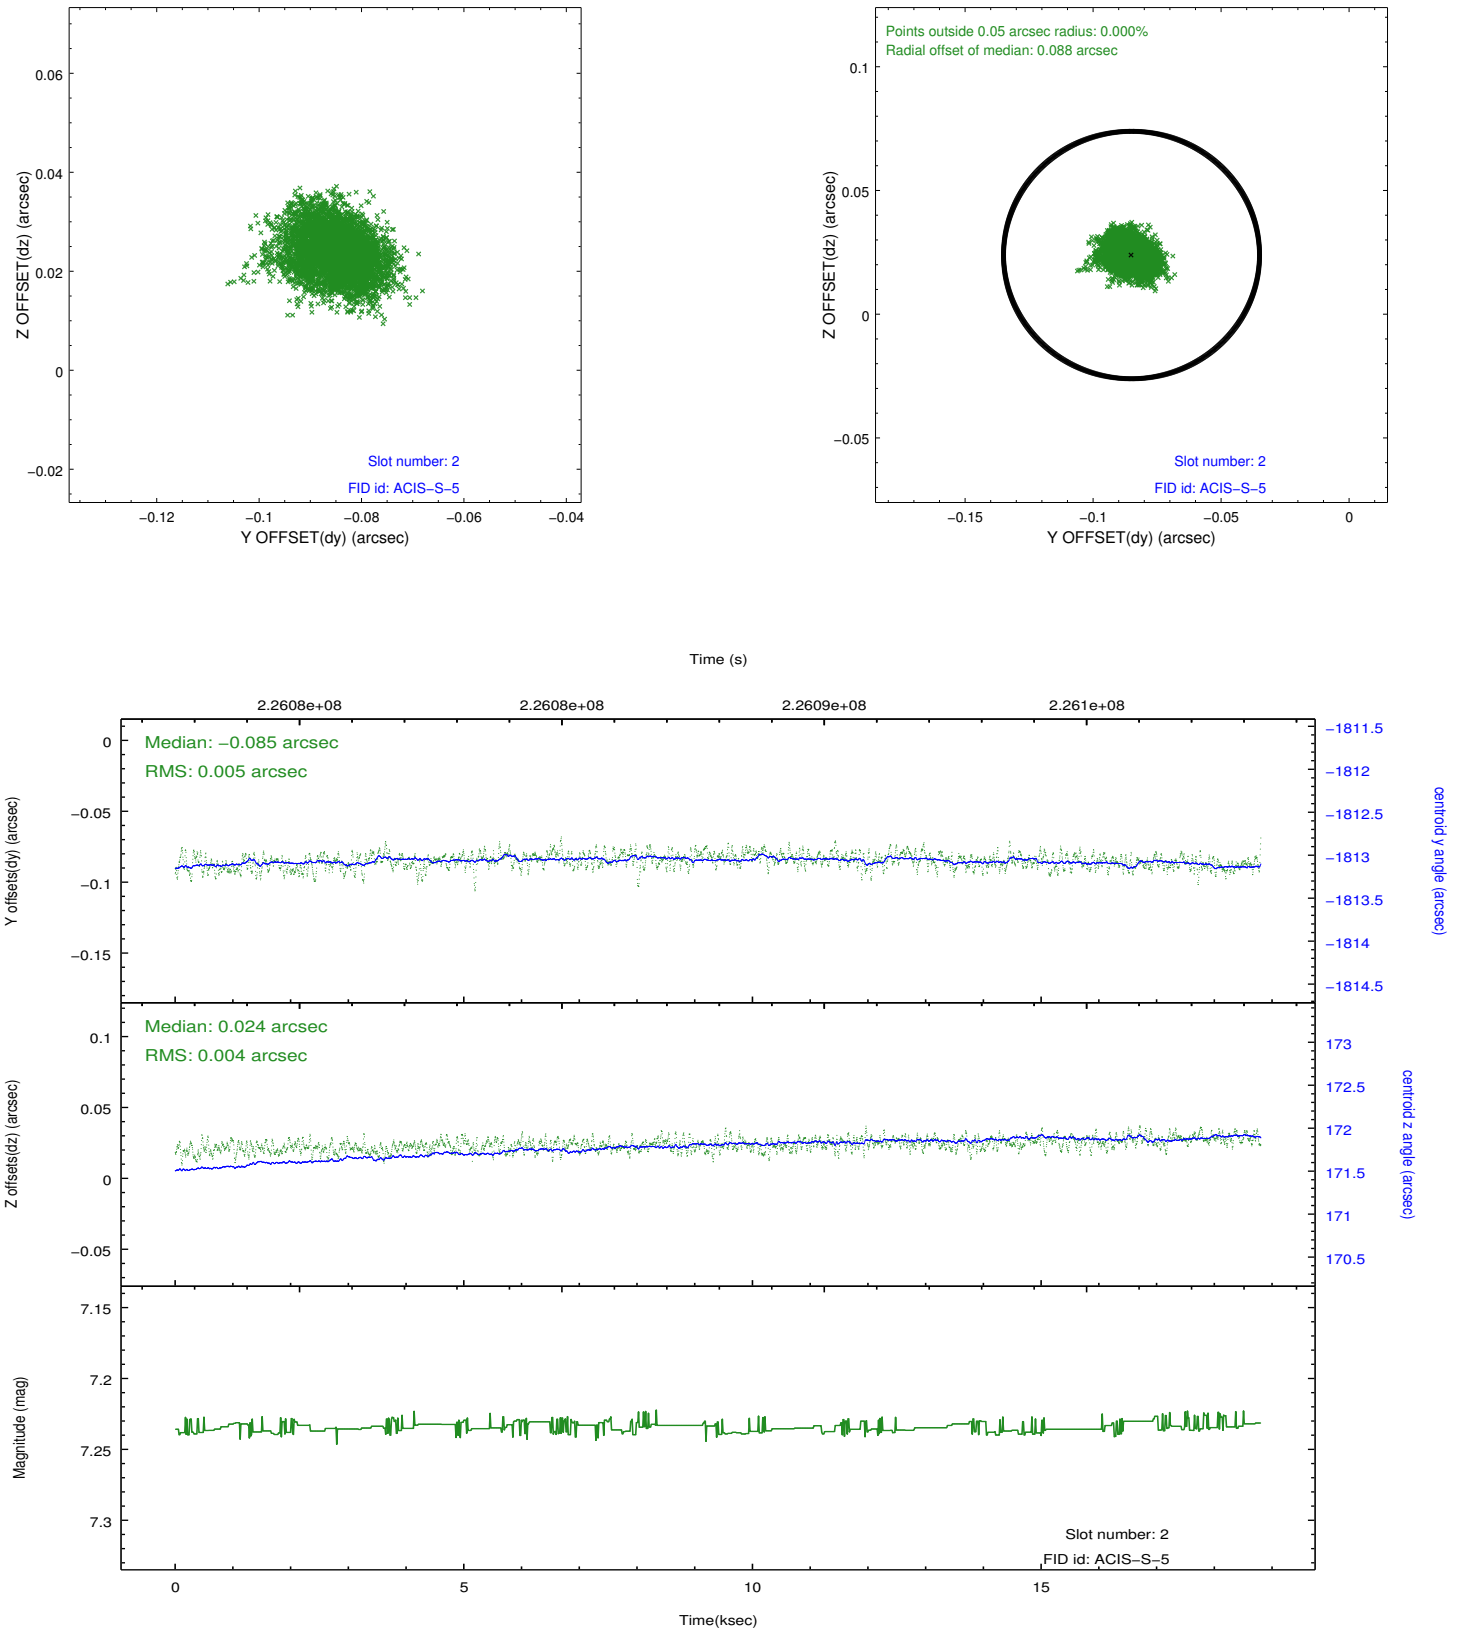 0.06
0.04
0.02
0
−0.02
Z OFFSET(dz) (arcsec)
Slot number: 2
FID id: ACIS−S−5
−0.12
−0.1
−0.08
−0.06
−0.04
Y OFFSET(dy) (arcsec)
Points outside 0.05 arcsec radius: 0.000%
Radial offset of median: 0.088 arcsec
0.1
0.05
0
−0.05
Z OFFSET(dz) (arcsec)
Slot number: 2
FID id: ACIS−S−5
−0.15
−0.1
−0.05
0
Y OFFSET(dy) (arcsec)
Time (s)
2.2608e+08
2.2608e+08
2.2609e+08
2.261e+08
Median: −0.085 arcsec
RMS: 0.005 arcsec
0
−0.05
−0.1
−0.15
Y offsets(dy) (arcsec)
−1811.5
−1812
−1812.5
−1813
−1813.5
−1814
−1814.5
centroid y angle (arcsec)
Median: 0.024 arcsec
RMS: 0.004 arcsec
0.1
0.05
0
−0.05
Z offsets(dz) (arcsec)
173
172.5
172
171.5
171
170.5
centroid z angle (arcsec)
7.15
7.2
7.25
7.3
Magnitude (mag)
Slot number: 2
FID id: ACIS−S−5
0
5
10
15
Time(ksec)